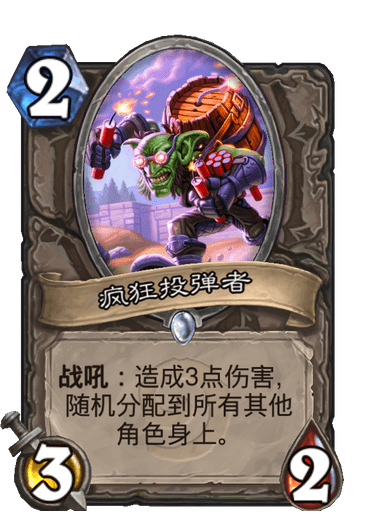 2
疯狂投弹者
战吼：造成3点伤害，
随机分配到所有其他
角色身上。
3
2